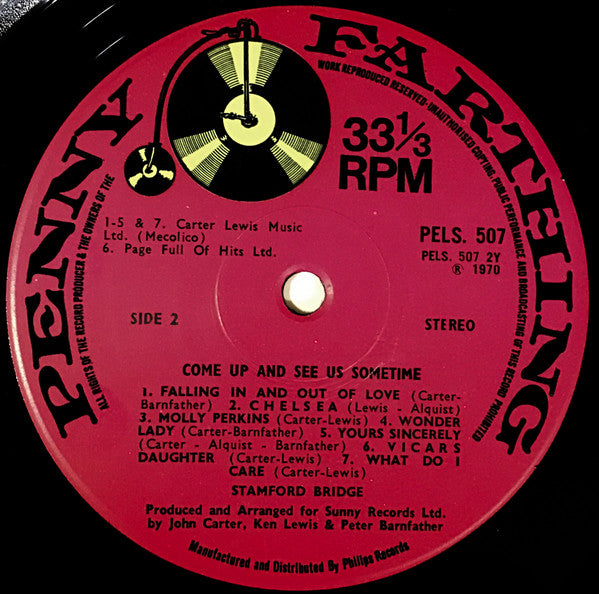 PENNY FARTHING
ALL RIGHTS OF THE RECORD PRODUCER & THE OWNERS OF THE WORK REPRODUCED RESERVED - UNAUTHORISED COPYING, PUBLIC PERFORMANCE AND BROADCASTING OF THIS RECORD PROHIBITED
33 1/3
RPM
1-5 & 7. Carter Lewis Music
Ltd. (Mecolico)
6. Page Full Of Hits Ltd.
PELS. 507
PELS. 507 2Y
℗ 1970
SIDE 2
STEREO
COME UP AND SEE US SOMETIME
1. FALLING IN AND OUT OF LOVE (Carter-
Barnfather) 2. CHELSEA (Lewis - Alquist)
3. MOLLY PERKINS (Carter-Lewis) 4. WONDER
LADY (Carter-Barnfather) 5. YOURS SINCERELY
(Carter - Alquist - Barnfather) 6. VICARS
DAUGHTER (Carter-Lewis) 7. WHAT DO I
CARE (Carter-Lewis)
STAMFORD BRIDGE
Produced and Arranged for Sunny Records Ltd.
by John Carter, Ken Lewis & Peter Barnfather
Manufactured and Distributed By Philips Records